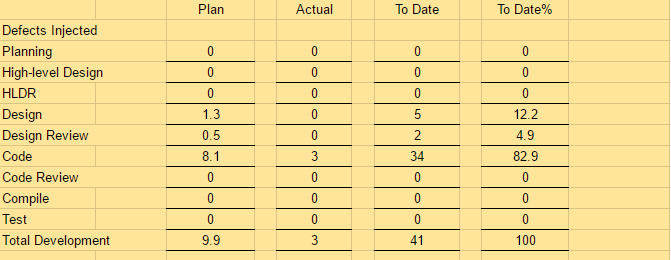 Plan Actual To Date To Date%
Defects Injected
Planning 0 0 0 0
High-level Design 0 0 0 0
HLDR 0 0 0 0
Design 1.3 0 5 12.2
Design Review 0.5 0 2 4.9
Code 8.1 3 34 82.9
Code Review 0 0 0 0
Compile 0 0 0 0
Test 0 0 0 0
Total Development 9.9 3 41 100